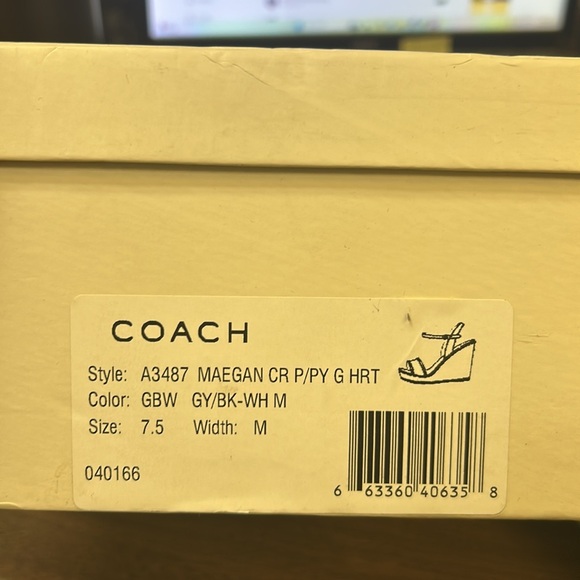 COACH
Style: A3487 MAEGAN CR P/PY G HRT
Color: GBW GY/BK-WH M
Size: 7.5 Width: M
040166
6 63360 40635 8